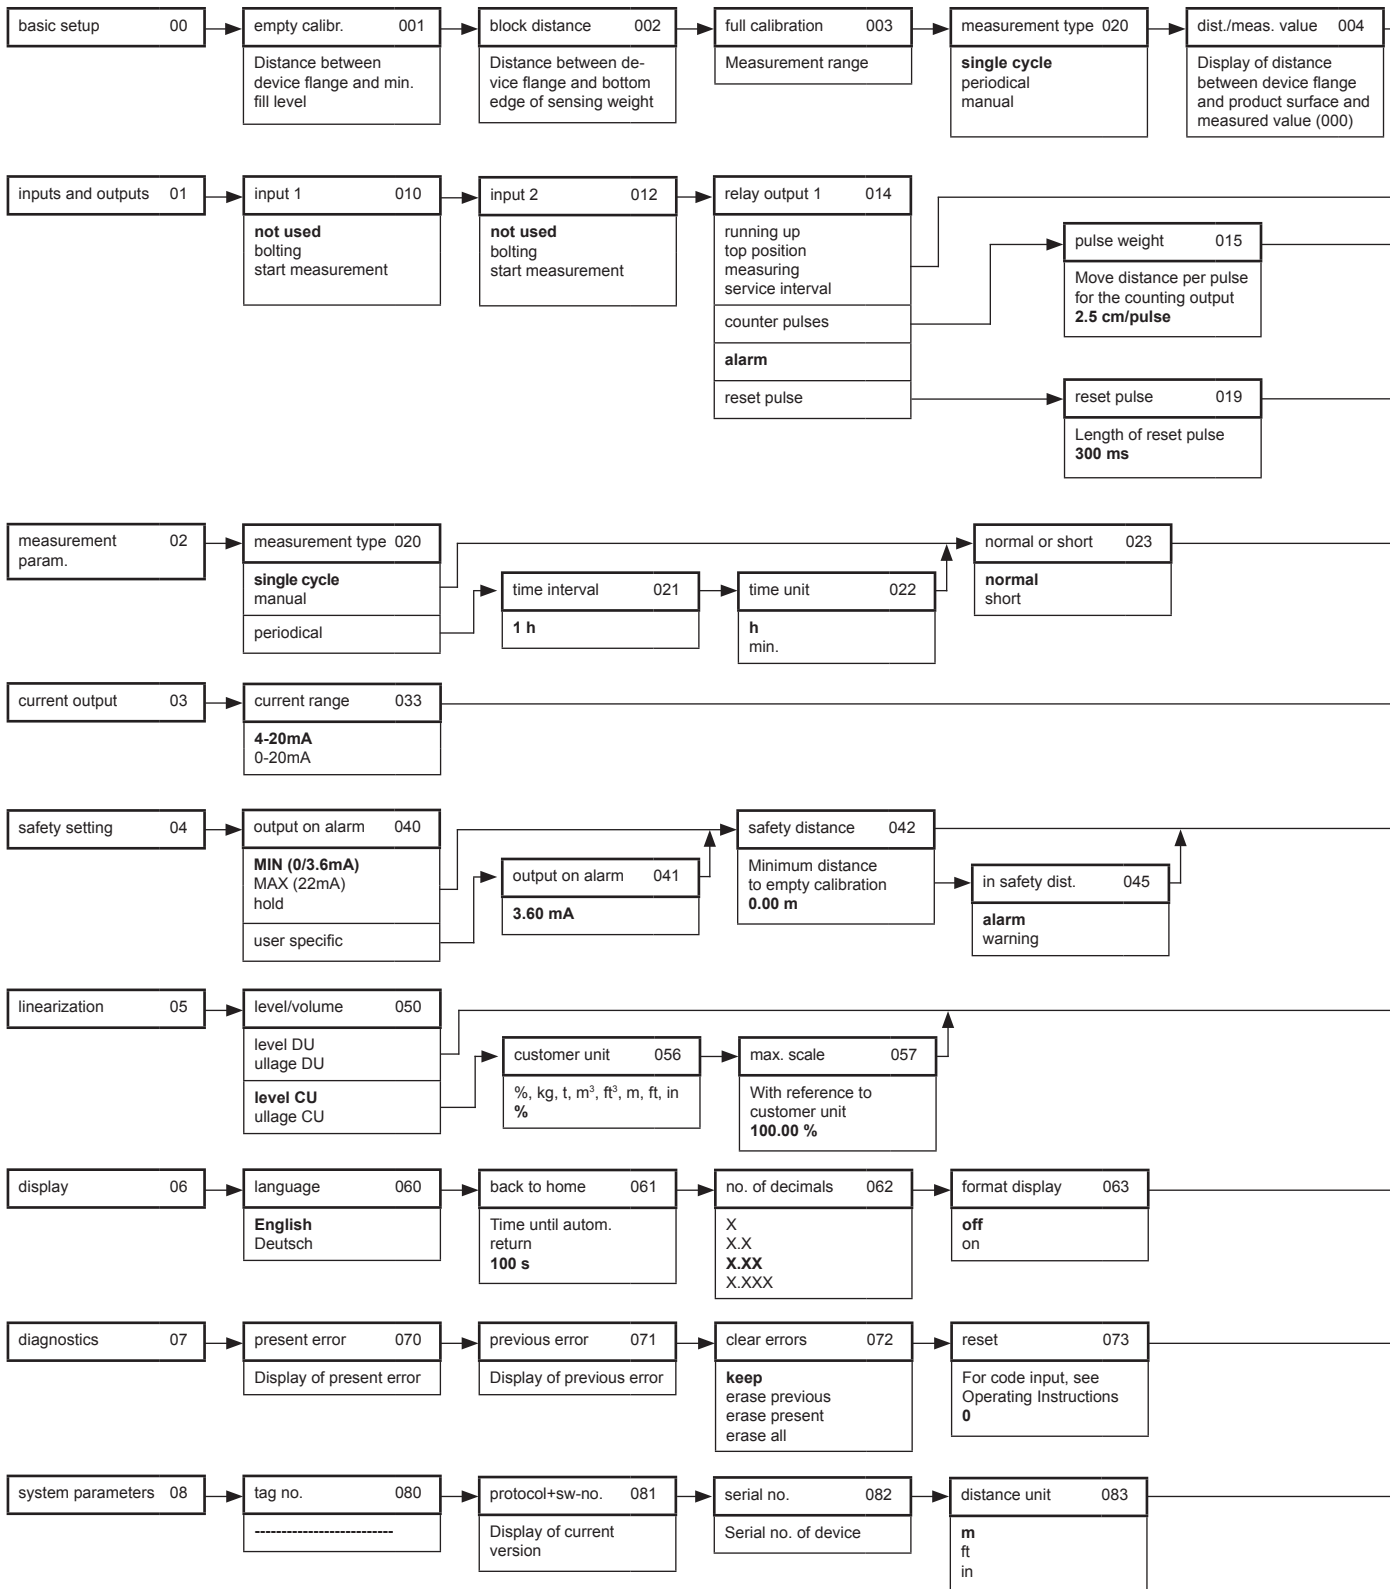 basic setup 00
empty calibr. 001
Distance between
device flange and min.
fill level
block distance 002
Distance between de-
vice flange and bottom
edge of sensing weight
full calibration 003
Measurement range
measurement type 020
single cycle
periodical
manual
dist./meas. value 004
Display of distance
between device flange
and product surface and
measured value (000)
inputs and outputs 01
input 1 010
not used
bolting
start measurement
input 2 012
not used
bolting
start measurement
relay output 1 014
running up
top position
measuring
service interval
counter pulses
alarm
reset pulse
pulse weight 015
Move distance per pulse
for the counting output
2.5 cm/pulse
reset pulse 019
Length of reset pulse
300 ms
measurement 02
param.
measurement type 020
single cycle
manual
periodical
time interval 021
1 h
time unit 022
h
min.
normal or short 023
normal
short
current output 03
current range 033
4-20mA
0-20mA
safety setting 04
output on alarm 040
MIN (0/3.6mA)
MAX (22mA)
hold
user specific
output on alarm 041
3.60 mA
safety distance 042
Minimum distance
to empty calibration
0.00 m
in safety dist. 045
alarm
warning
linearization 05
level/volume 050
level DU
ullage DU
level CU
ullage CU
customer unit 056
%, kg, t, m³, ft³, m, ft, in
%
max. scale 057
With reference to
customer unit
100.00 %
display 06
language 060
English
Deutsch
back to home 061
Time until autom.
return
100 s
no. of decimals 062
X
X.X
X.XX
X.XXX
format display 063
off
on
diagnostics 07
present error 070
Display of present error
previous error 071
Display of previous error
clear errors 072
keep
erase previous
erase present
erase all
reset 073
For code input, see
Operating Instructions
0
system parameters 08
tag no. 080
--------------------------
protocol+sw-no. 081
Display of current
version
serial no. 082
Serial no. of device
distance unit 083
m
ft
in